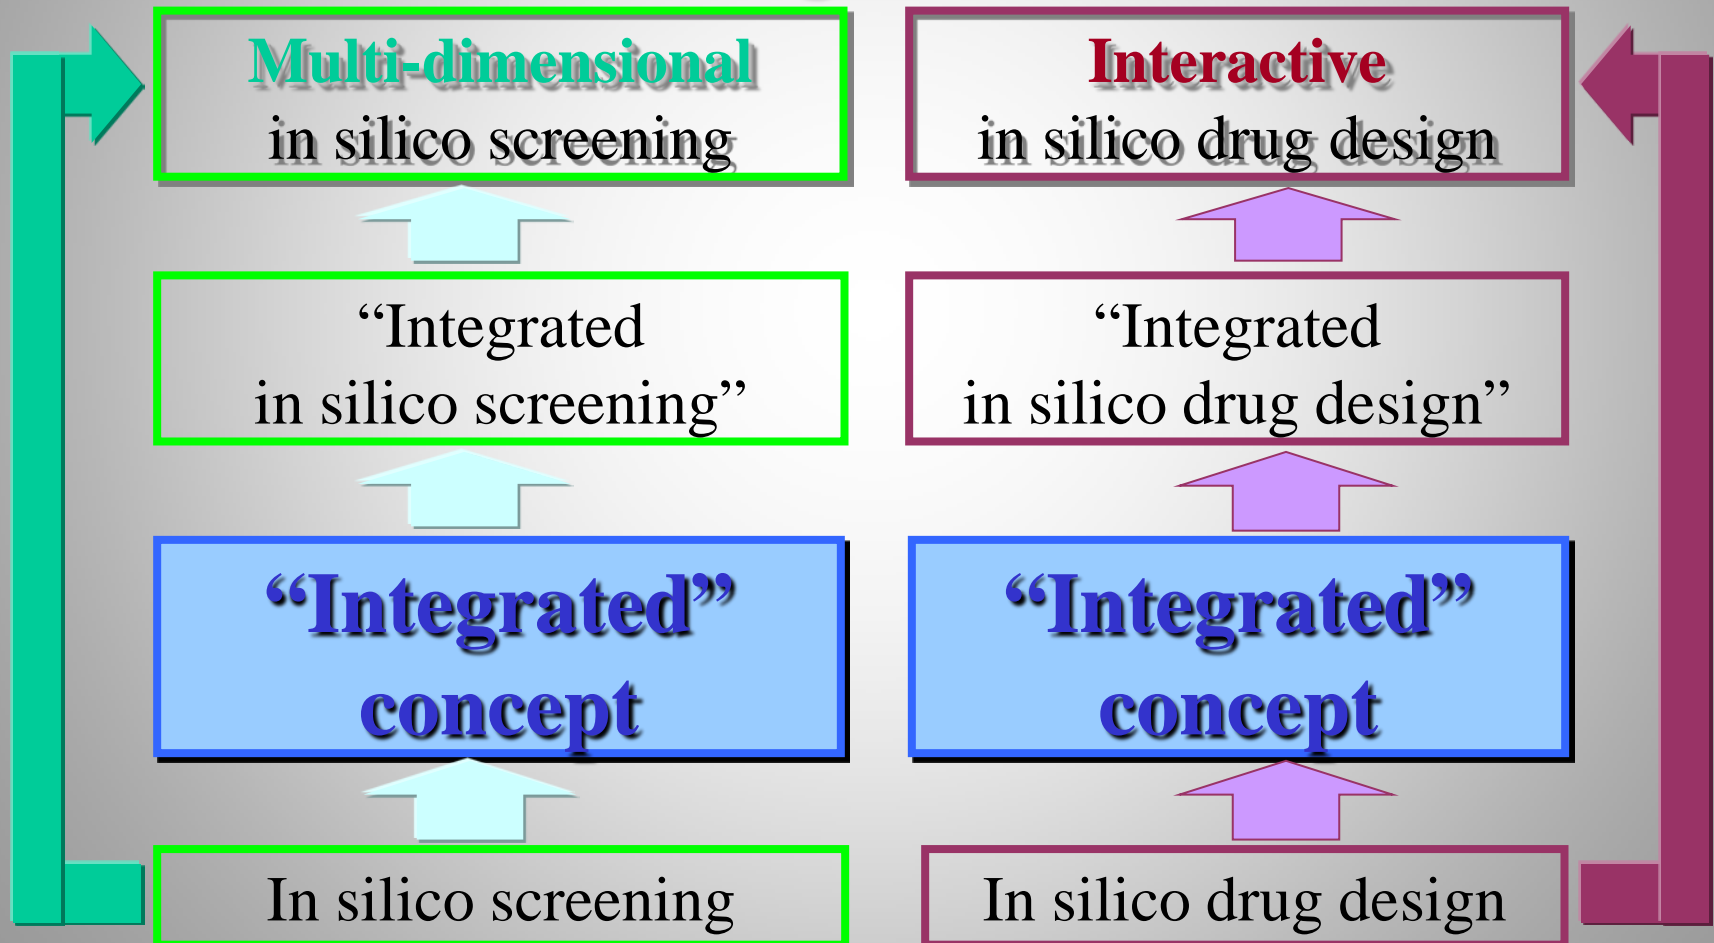 Multi-dimensional
in silico screening
Interactive
in silico drug design
“Integrated
in silico screening”
“Integrated
in silico drug design”
“Integrated”
concept
“Integrated”
concept
In silico screening
In silico drug design